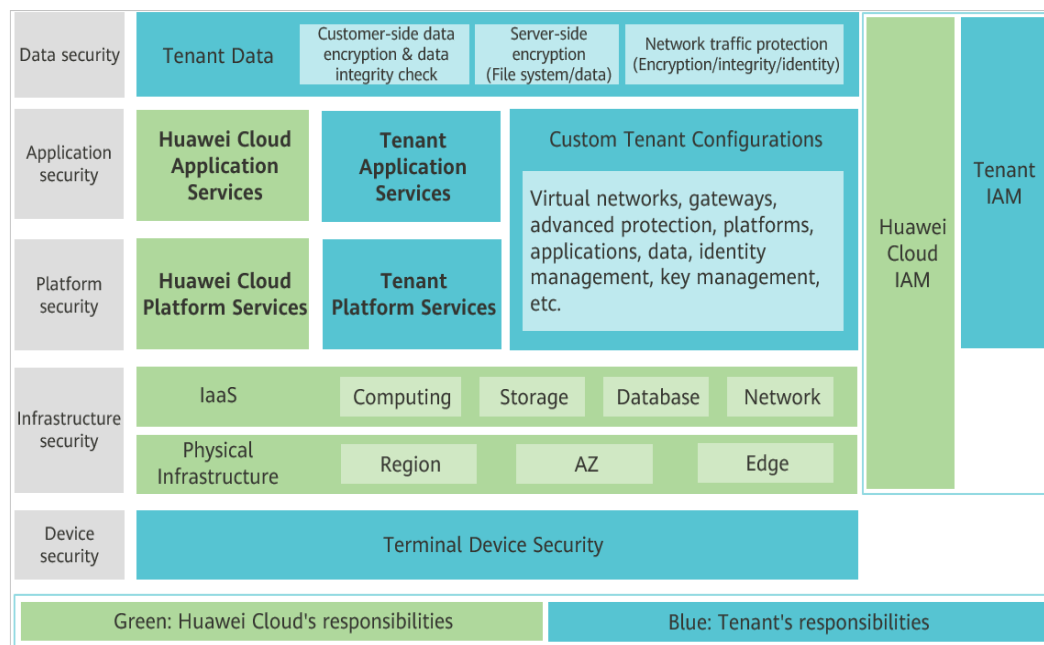 Data security
Tenant Data
Customer-side data
encryption & data
integrity check
Server-side
encryption
(File system/data)
Network traffic protection
(Encryption/integrity/identity)
Application
security
Huawei Cloud
Application
Services
Tenant
Application
Services
Custom Tenant Configurations
Virtual networks, gateways,
advanced protection, platforms,
applications, data, identity
management, key management,
etc.
Platform
security
Huawei Cloud
Platform Services
Tenant
Platform Services
Huawei
Cloud
IAM
Tenant
IAM
Infrastructure
security
IaaS
Computing
Storage
Database
Network
Physical
Infrastructure
Region
AZ
Edge
Device
security
Terminal Device Security
Green: Huawei Cloud's responsibilities
Blue: Tenant's responsibilities